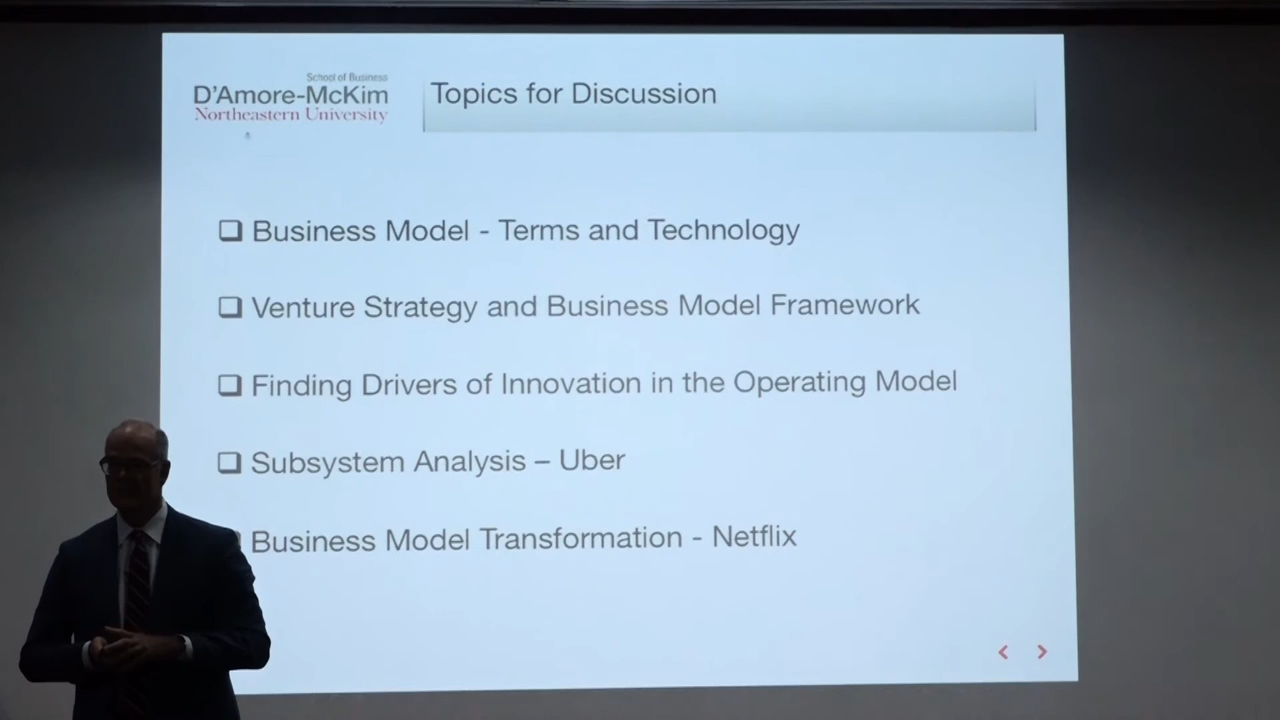 School of Business
D'Amore-McKim
Northeastern University
Topics for Discussion
Business Model - Terms and Technology
Venture Strategy and Business Model Framework
Finding Drivers of Innovation in the Operating Model
Subsystem Analysis – Uber
Business Model Transformation - Netflix